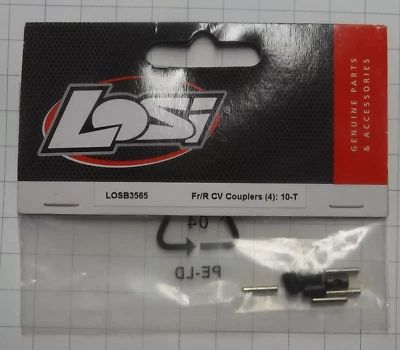 LOSi
GENUINE PARTS
& ACCESSORIES
LOSB3565 Fr/R CV Couplers (4): 10-T
04
PE-LD